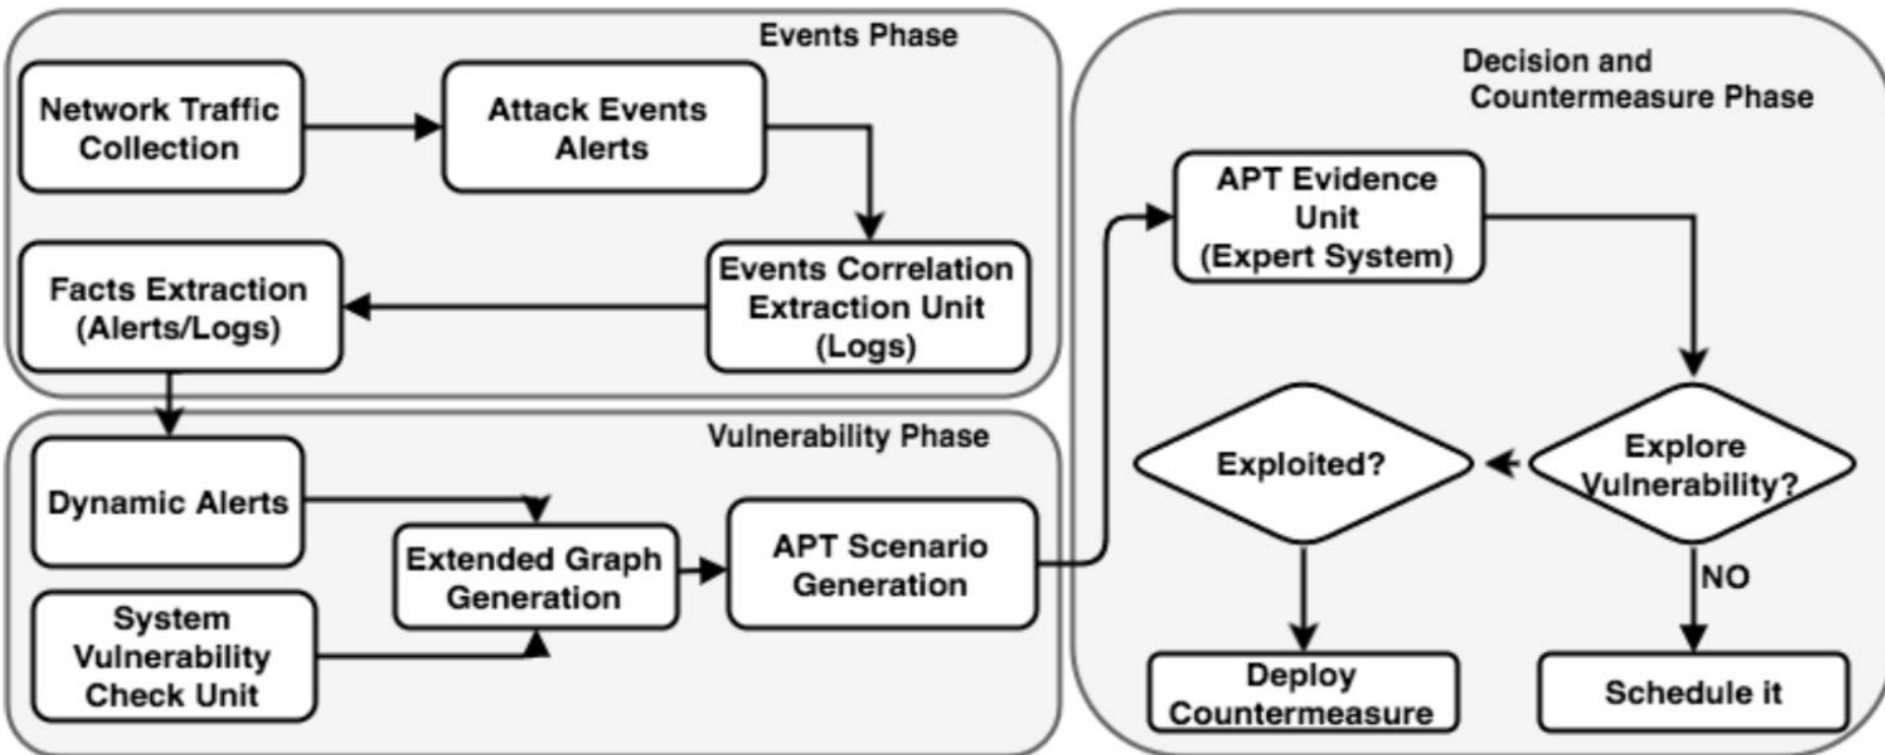 Events Phase
Network Traffic
Collection
Attack Events
Alerts
Facts Extraction
(Alerts/Logs)
Events Correlation
Extraction Unit
(Logs)
Vulnerability Phase
Dynamic Alerts
Extended Graph
Generation
APT Scenario
Generation
System
Vulnerability
Check Unit
Decision and
Countermeasure Phase
APT Evidence
Unit
(Expert System)
Exploited?
Explore
Vulnerability?
NO
Deploy
Countermeasure
Schedule it